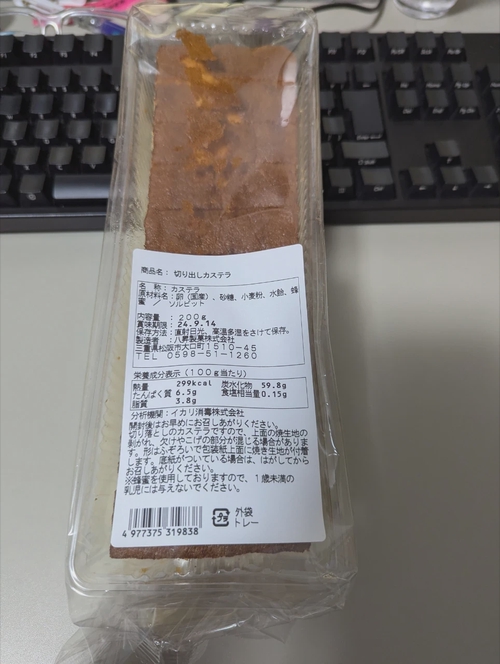 商品名： 切り出しカステラ
名　称：カステラ
原材料名：卵（国産）、砂糖、小麦粉、水飴、蜂
蜜 ／ ソルビット
内容量 ：２００ｇ
賞味期限：24.9.14
保存方法：直射日光、高温多湿をさけて保存。
製造者 ：八昇製菓株式会社
三重県松阪市大口町１５１０-４５
ＴＥＬ　０５９８-５１-１２６０
栄養成分表示（１００ｇ当たり）
熱量 299kcal 炭水化物 59.8g
たんぱく質 6.5g 食塩相当量0.15g
脂質 3.8g
分析機関：イカリ消毒株式会社
開封後はお早めにお召しあがりください。
切り落としのカステラですので、上面の焼生地の
剥がれ、欠けやこげの部分が混じる場合がありま
す。形はふぞろいで包装紙上面に焼き生地が付着
します。底紙がついている場合は、はがしてから
お召しあがりください。
※蜂蜜を使用しておりますので、１歳未満の
乳児には与えないでください。
4 977375 319838
プラ
外袋
トレー